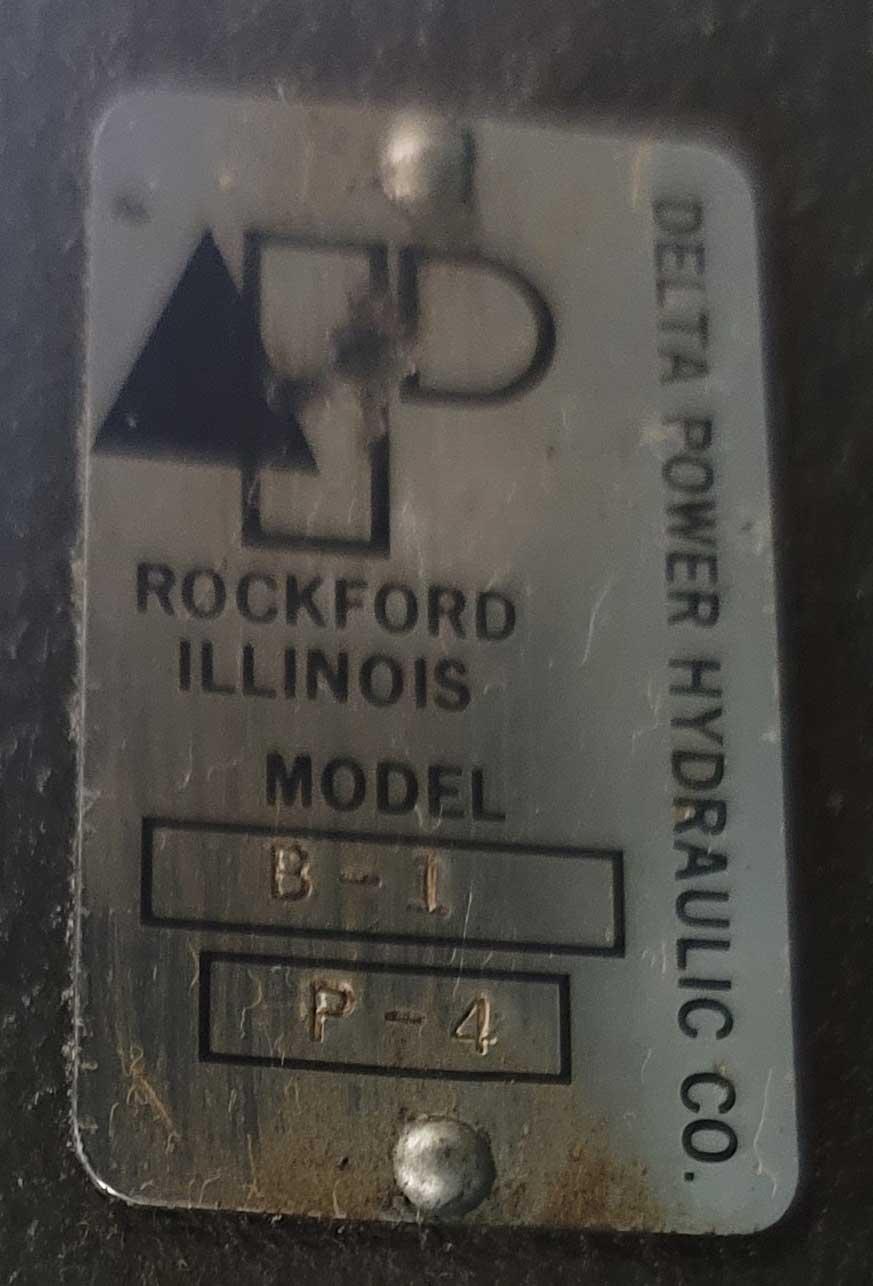 D
ROCKFORD
ILLINOIS
MODEL
B-1
P-4
DELTA POWER HYDRAULIC CO.